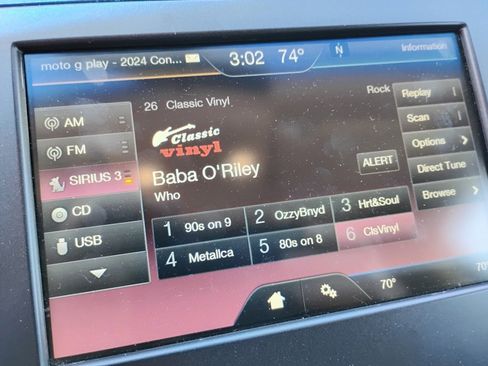 moto g play - 2024 Con...
3:02 74°
N
Information
AM
FM
SIRIUS 3
CD
USB
26 Classic Vinyl
Rock
Classic
vinyl
Baba O'Riley
Who
ALERT
Replay
Scan
Options
Direct Tune
Browse
1 90s on 9
2 OzzyBnyd
3 Hrt&Soul
4 Metallca
5 80s on 8
6 ClsVinyl
70°
70°